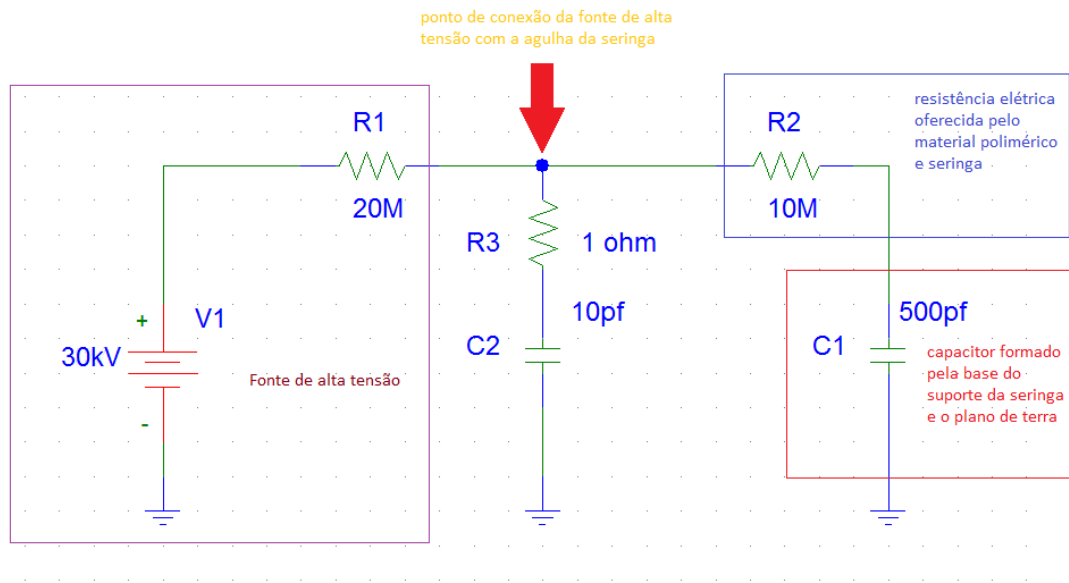 ponto de conexão da fonte de alta
tensão com a agulha da seringa
R1
20M
R2
10M
resistência elétrica
oferecida pelo
material polimérico
e seringa
R3
1 ohm
+
V1
30kV
-
Fonte de alta tensão
10pf
C2
500pf
C1
capacitor formado
pela base do
suporte da seringa
e o plano de terra